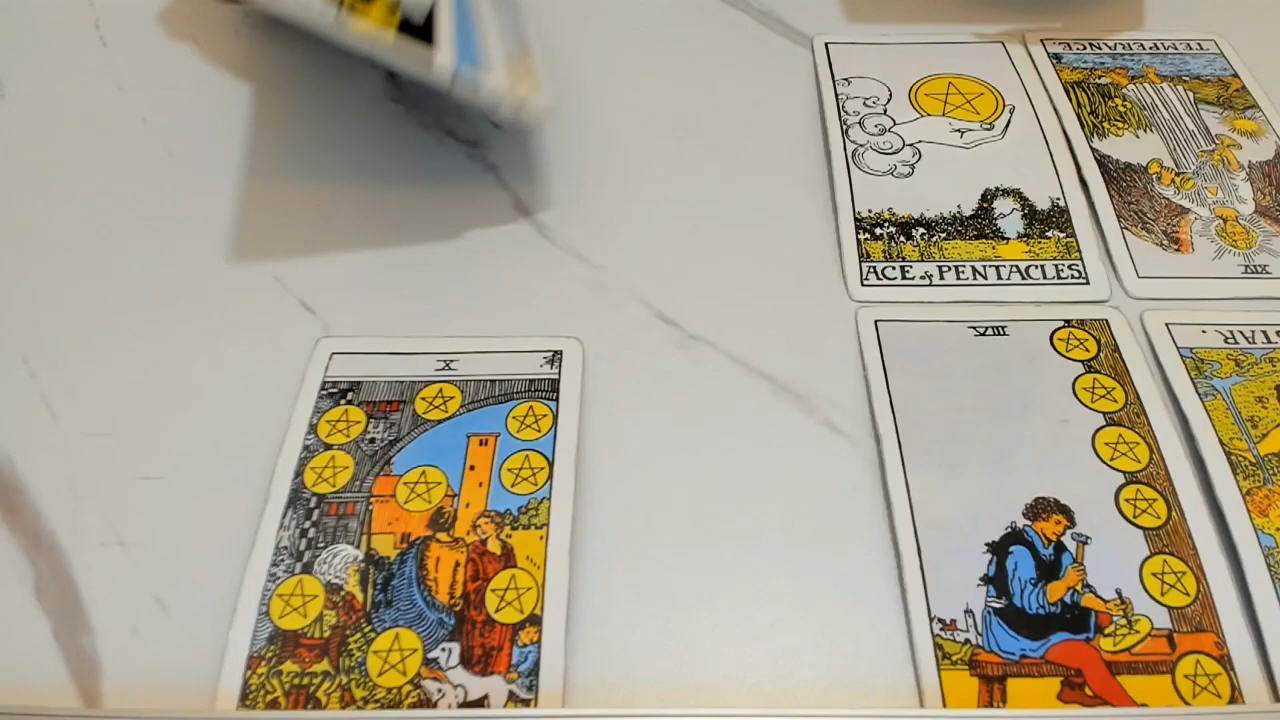 ACE of PENTACLES.
TEMPERANCE.
XIV
X
VIII
STAR.